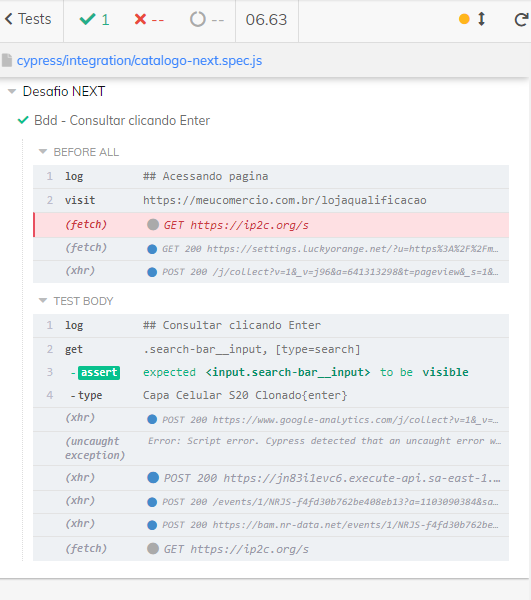 Tests 1 -- -- 06.63
cypress/integration/catalogo-next.spec.js
Desafio NEXT
Bdd - Consultar clicando Enter
BEFORE ALL
1 log ## Acessando pagina
2 visit https://meucomercio.com.br/lojaqualificacao
(fetch) GET https://ip2c.org/s
(fetch) GET 200 https://settings.luckyorange.net/?u=https%3A%2F%2Fm...
(xhr) POST 200 /j/collect?v=1&_v=j96&a=641313298&t=pageview&_s=1&...
TEST BODY
1 log ## Consultar clicando Enter
2 get .search-bar__input, [type=search]
3 -assert expected <input.search-bar__input> to be visible
4 -type Capa Celular S20 Clonado{enter}
(xhr) POST 200 https://www.google-analytics.com/j/collect?v=1&_v=...
(uncaught Error: Script error. Cypress detected that an uncaught error w...
exception)
(xhr) POST 200 https://jn83i1evc6.execute-api.sa-east-1....
(xhr) POST 200 /events/1/NRJS-f4fd30b762be408eb13?a=1103090384&sa...
(xhr) POST 200 https://bam.nr-data.net/events/1/NRJS-f4fd30b762be...
(fetch) GET https://ip2c.org/s